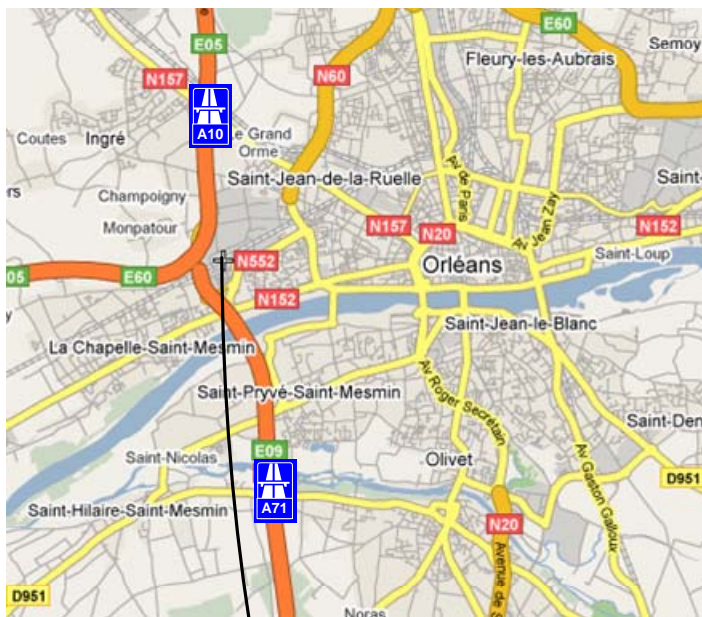 E60
E05
Semoy
Fleury-les-Aubrais
N157
N60
A10
Coutes
Ingré
Le Grand
Orme
Av de Paris
Saint-Jean-de-la-Ruelle
Saint-
Champoigny
Av Jean Zay
Monpatour
N157
N20
N152
N552
Orléans
Saint-Loup
05
E60
N152
Saint-Jean-le-Blanc
La Chapelle-Saint-Mesmin
Saint-Pryvé-Saint-Mesmin
Av Roger Secrétain
Saint-Den
E09
Saint-Nicolas
Olivet
Av Gaston Galloux
D951
A71
Saint-Hilaire-Saint-Mesmin
N20
Avenue de S
D951
Noras